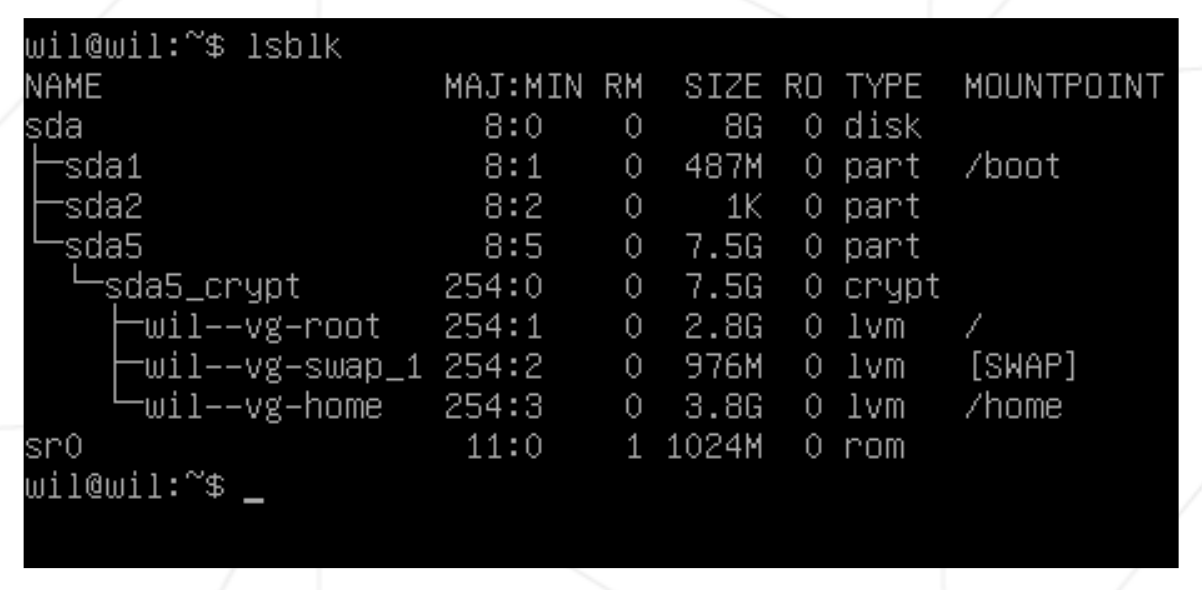 wil@wil:~$ lsblk
NAME                  MAJ:MIN RM  SIZE RO TYPE  MOUNTPOINT
sda                     8:0    0    8G  0 disk
├─sda1                  8:1    0  487M  0 part  /boot
├─sda2                  8:2    0    1K  0 part
└─sda5                  8:5    0  7.5G  0 part
  └─sda5_crypt        254:0    0  7.5G  0 crypt
    ├─wil--vg-root    254:1    0  2.8G  0 lvm   /
    ├─wil--vg-swap_1  254:2    0  976M  0 lvm   [SWAP]
    └─wil--vg-home    254:3    0  3.8G  0 lvm   /home
sr0                    11:0    1 1024M  0 rom
wil@wil:~$ _